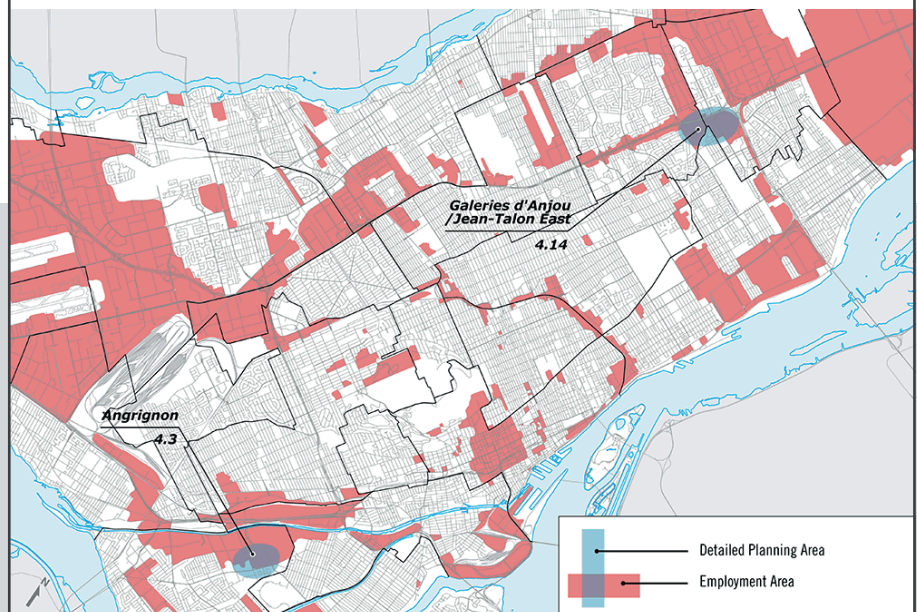 Galeries d'Anjou
/Jean-Talon East
4.14
Angrignon
4.3
Detailed Planning Area
Employment Area
N